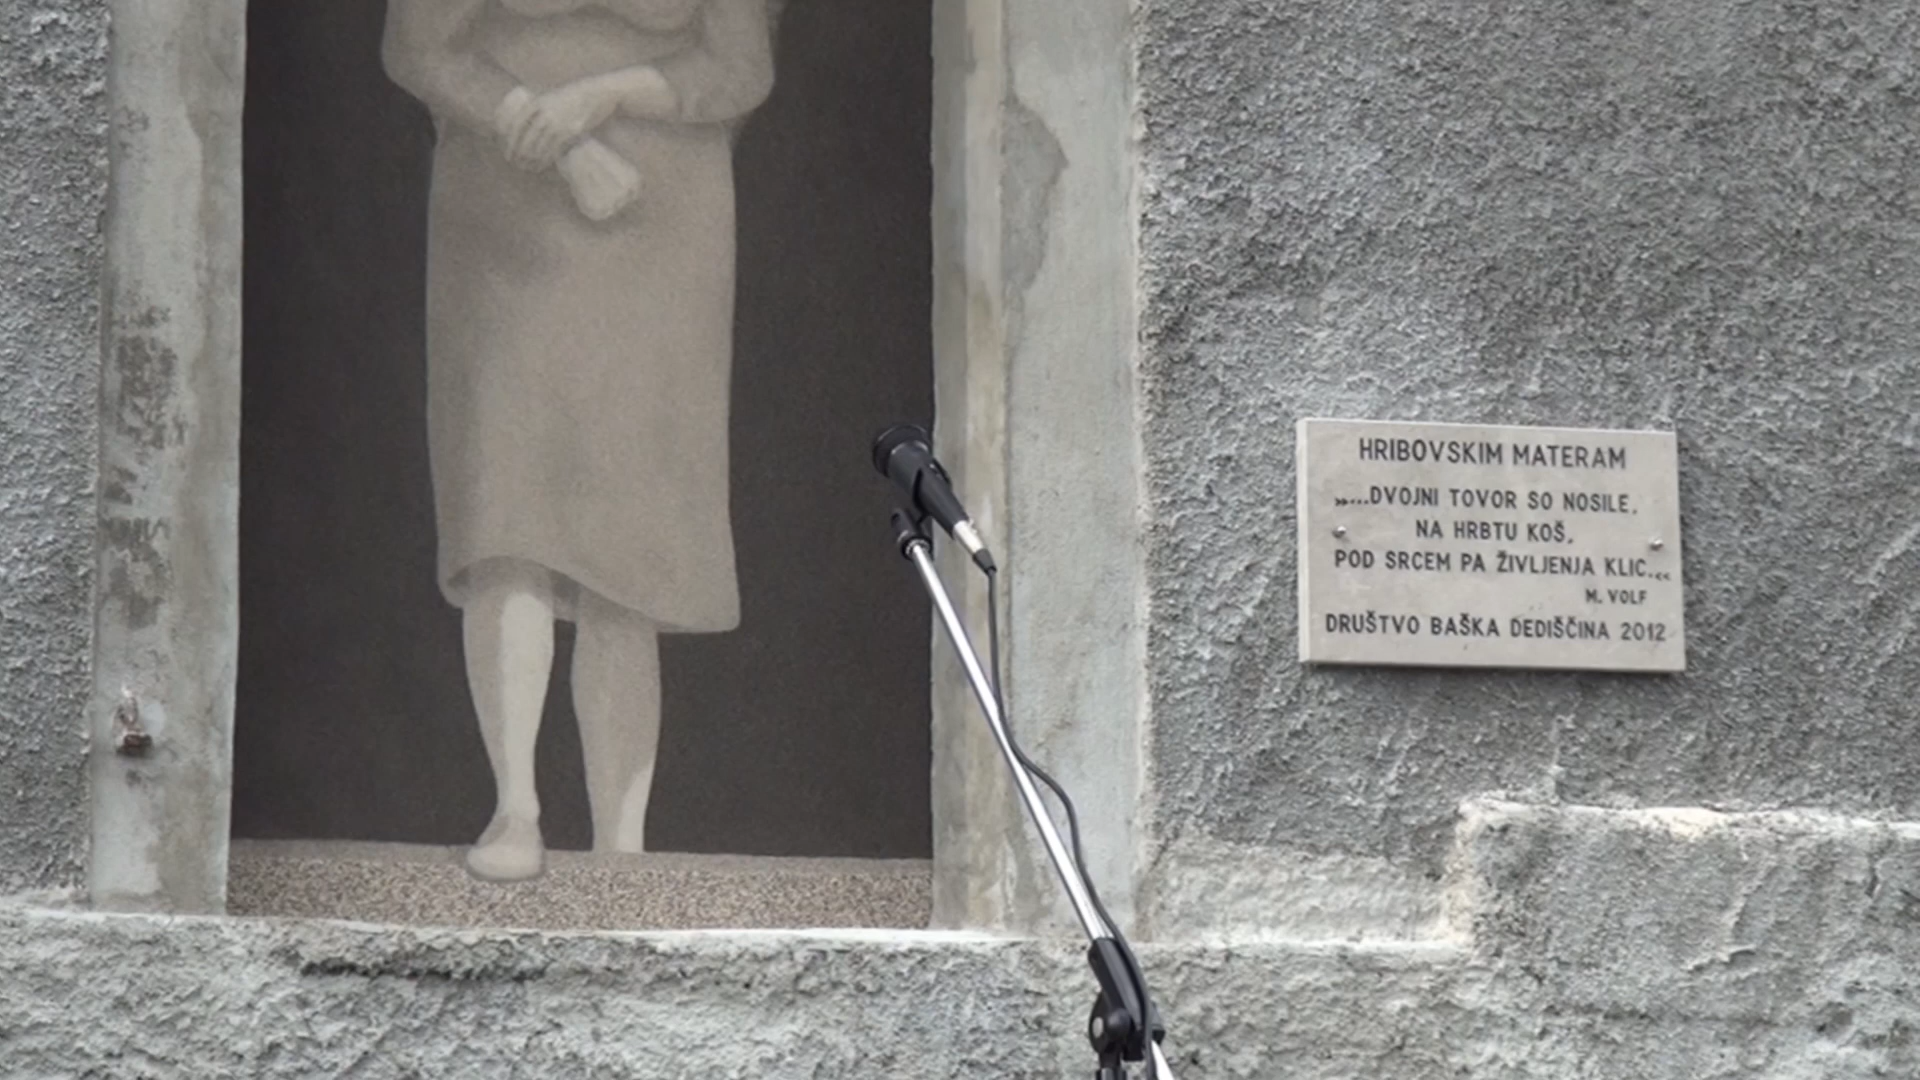 HRIBOVSKIM MATERAM
»...DVOJNI TOVOR SO NOSILE,
NA HRBTU KOŠ,
POD SRCEM PA ŽIVLJENJA KLIC...«
M. VOLF
DRUŠTVO BAŠKA DEDIŠČINA 2012